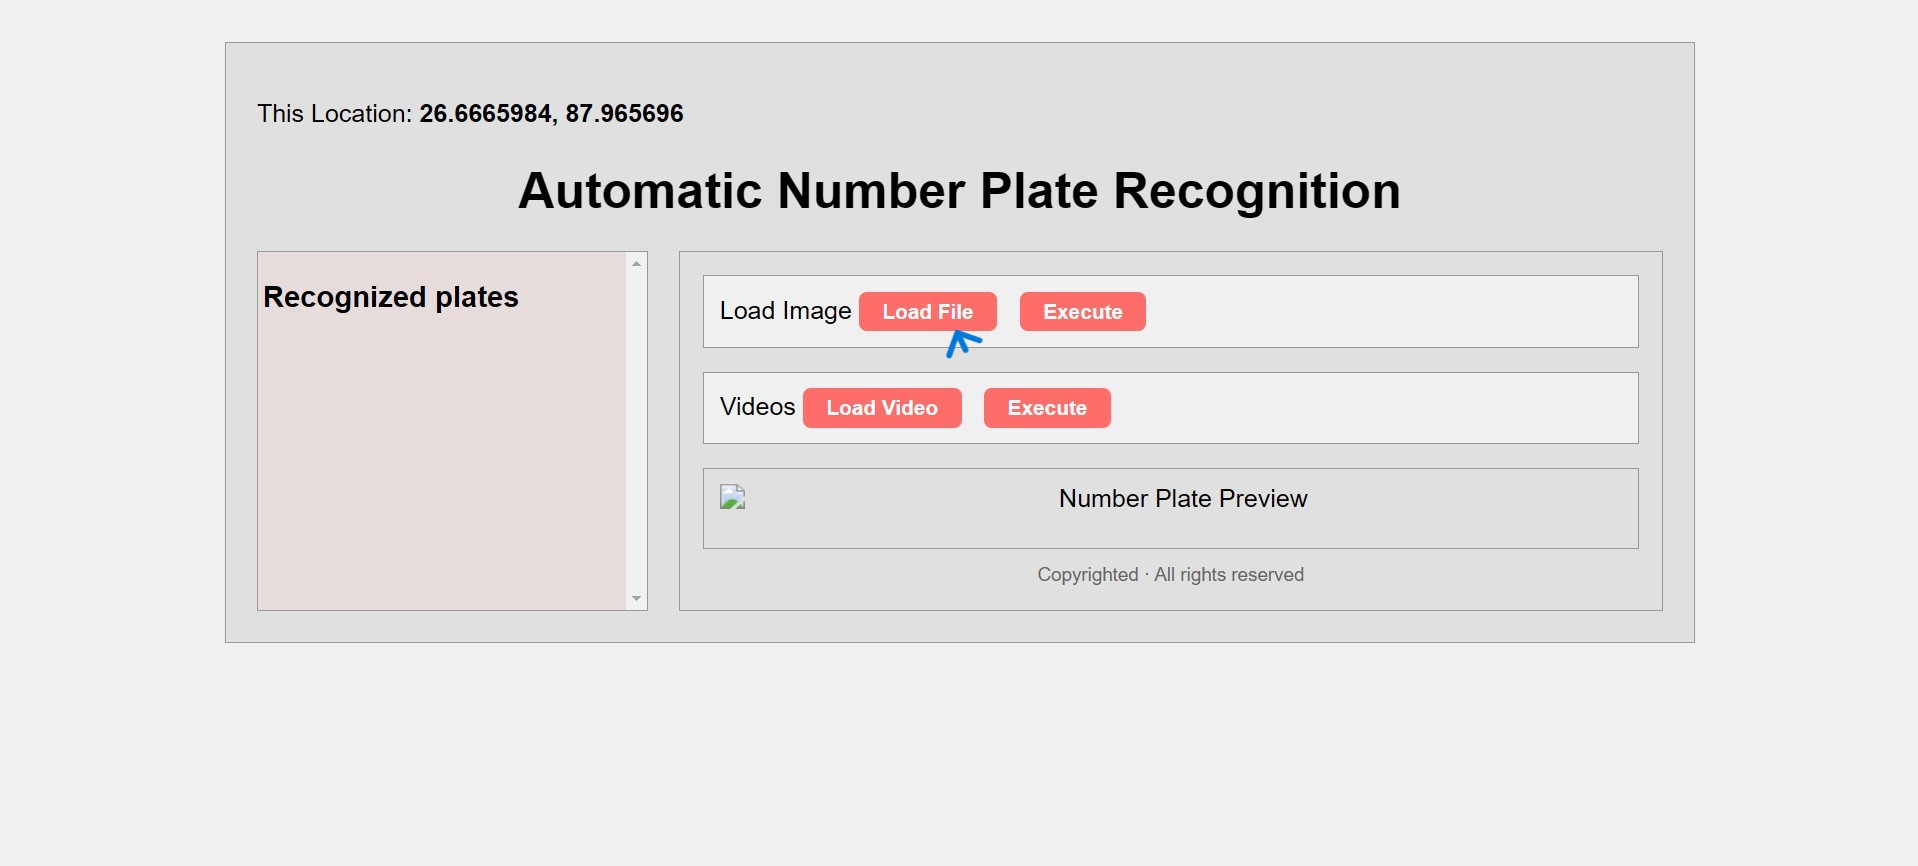 This Location: 26.6665984, 87.965696
Automatic Number Plate Recognition
Recognized plates
Load Image Load File Execute
Videos Load Video Execute
Number Plate Preview
Copyrighted · All rights reserved